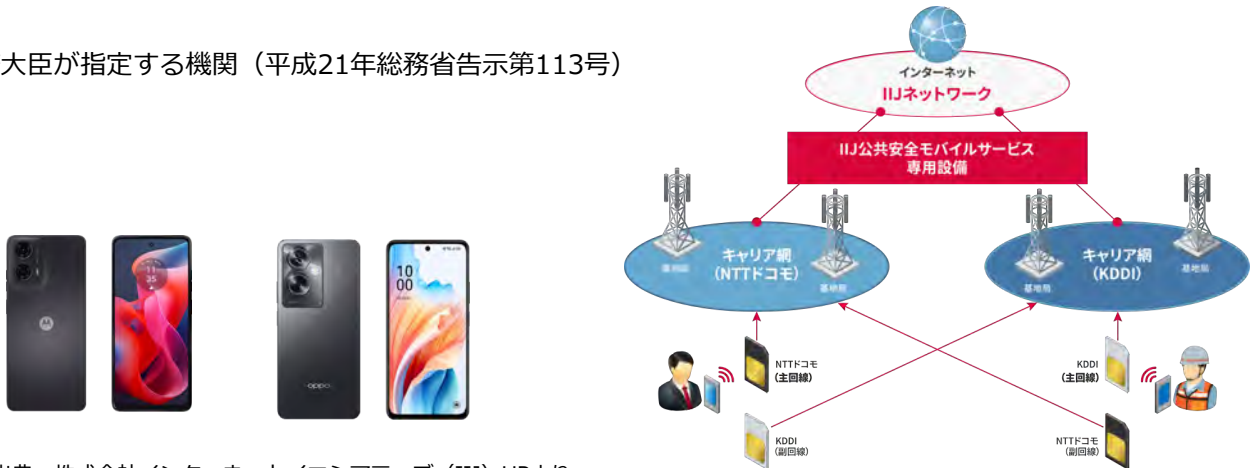 大臣が指定する機関（平成21年総務省告示第113号）
インターネット
IIJネットワーク
IIJ公共安全モバイルサービス
専用設備
キャリア網
（NTTドコモ）
基地局
キャリア網
（KDDI）
基地局
基地局
NTTドコモ
（主回線）
KDDI
（主回線）
KDDI
（副回線）
NTTドコモ
（副回線）
11
35
10
00
oppo